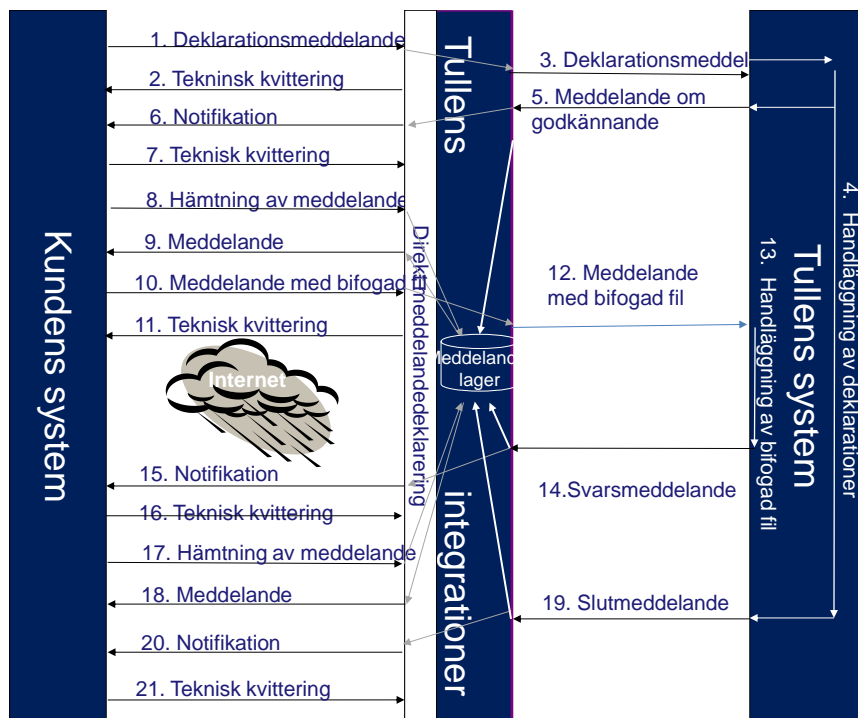 1. Deklarationsmeddelande
2. Tekninsk kvittering
3. Deklarationsmeddel
5. Meddelande om
godkännande
6. Notifikation
7. Teknisk kvittering
8. Hämtning av meddelande
9. Meddelande
10. Meddelande med bifogad fil
11. Teknisk kvittering
12. Meddelande
med bifogad fil
Internet
Meddeland
lager
15. Notifikation
14.Svarsmeddelande
16. Teknisk kvittering
17. Hämtning av meddelande
18. Meddelande
19. Slutmeddelande
20. Notifikation
21. Teknisk kvittering
Kundens system
Direktmeddelandedeklarering
Tullens
integrationer
13. Handläggning av bifogad fil
Tullens system
4. Handläggning av deklarationer